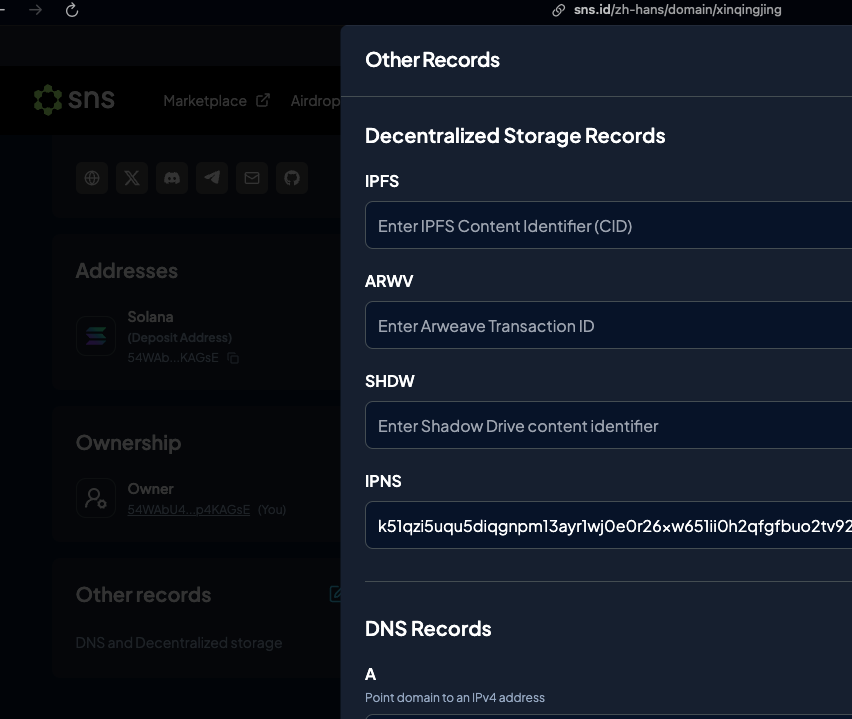 sns.id/zh-hans/domain/xinqingjing
Other Records
sns
Marketplace
Airdrop
Decentralized Storage Records
IPFS
Enter IPFS Content Identifier (CID)
ARWV
Enter Arweave Transaction ID
SHDW
Enter Shadow Drive content identifier
IPNS
k51qzi5uqu5diqgnpm13ayr1wj0e0r26xw651ii0h2qfgfbuo2tv92
DNS Records
A
Point domain to an IPv4 address
Addresses
Solana
(Deposit Address)
54WAb...KAGsE
Ownership
Owner
54WAbU4...p4KAGsE (You)
Other records
DNS and Decentralized storage